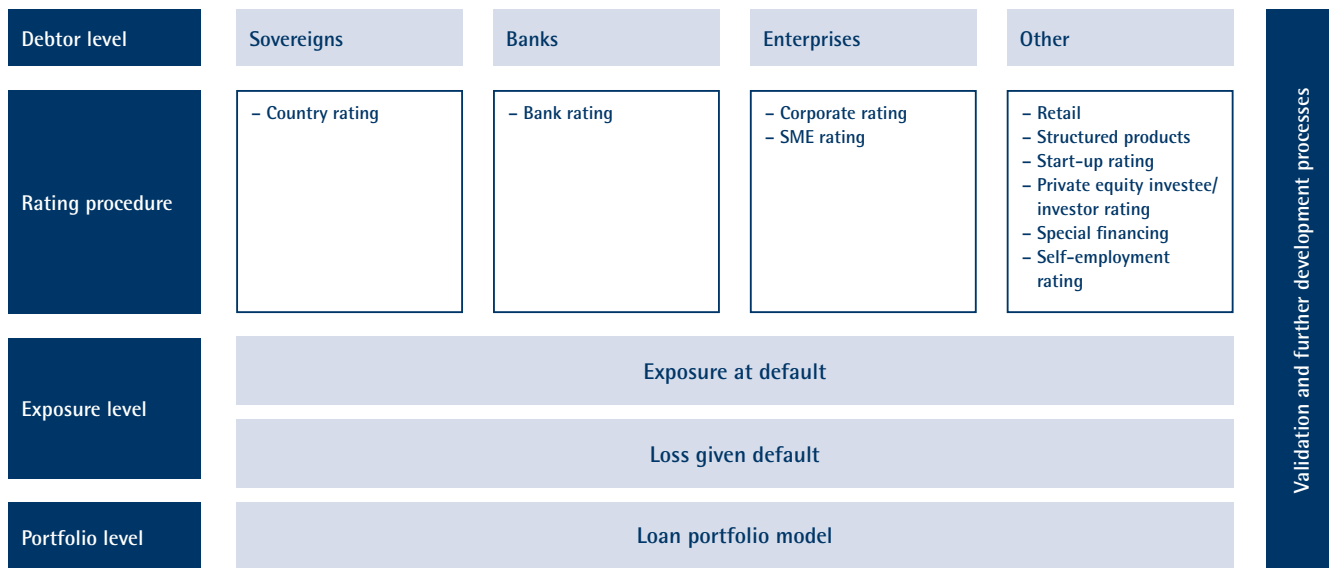 Debtor level
Sovereigns
Banks
Enterprises
Other
Rating procedure
– Country rating
– Bank rating
– Corporate rating
– SME rating
– Retail
– Structured products
– Start-up rating
– Private equity investee/
investor rating
– Special financing
– Self-employment
rating
Exposure level
Exposure at default
Loss given default
Portfolio level
Loan portfolio model
Validation and further development processes